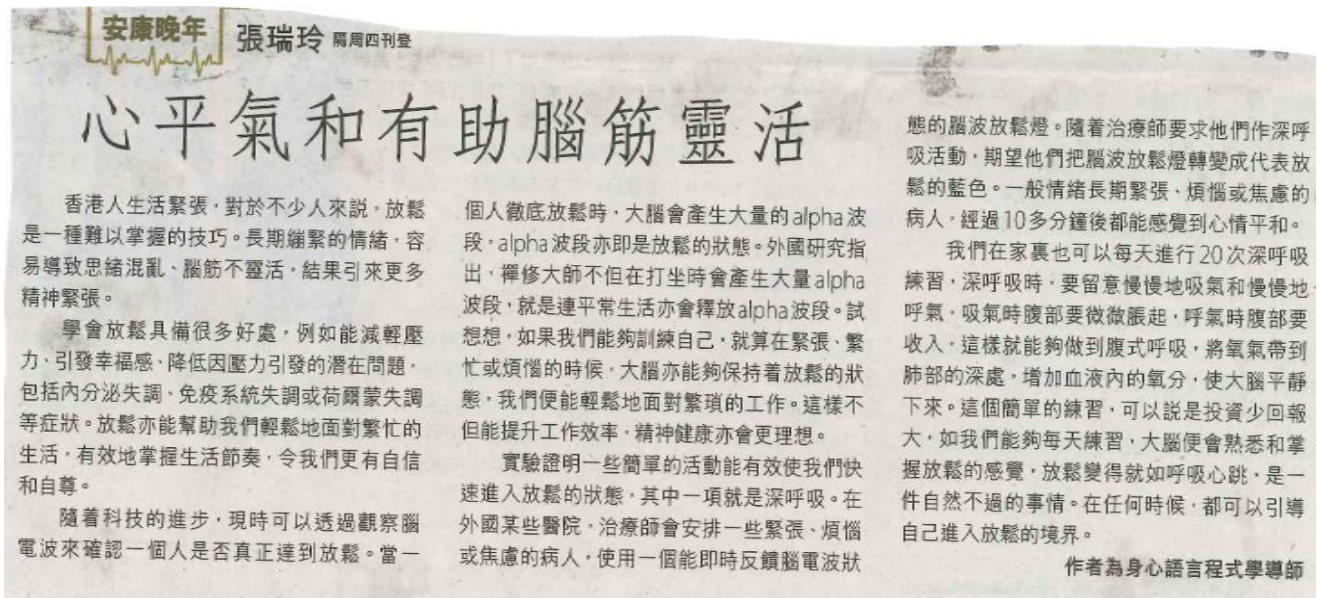 安康晚年
張瑞玲 隔周四刊登
心平氣和有助腦筋靈活
香港人生活緊張，對於不少人來説，放鬆
是一種難以掌握的技巧。長期繃緊的情緒，容
易導致思緒混亂、腦筋不靈活，結果引來更多
精神緊張。
學會放鬆具備很多好處，例如能減輕壓
力、引發幸福感、降低因壓力引發的潛在問題，
包括內分泌失調、免疫系統失調或荷爾蒙失調
等症狀。放鬆亦能幫助我們輕鬆地面對繁忙的
生活，有效地掌握生活節奏，令我們更有自信
和自尊。
隨着科技的進步，現時可以透過觀察腦
電波來確認一個人是否真正達到放鬆。當一
個人徹底放鬆時，大腦會產生大量的alpha波
段，alpha波段亦即是放鬆的狀態。外國研究指
出，禪修大師不但在打坐時會產生大量alpha
波段，就是連平常生活亦會釋放alpha波段。試
想想，如果我們能夠訓練自己，就算在緊張、繁
忙或煩惱的時候，大腦亦能夠保持着放鬆的狀
態，我們便能輕鬆地面對繁瑣的工作。這樣不
但能提升工作效率，精神健康亦會更理想。
實驗證明一些簡單的活動能有效使我們快
速進入放鬆的狀態，其中一項就是深呼吸。在
外國某些醫院，治療師會安排一些緊張、煩惱
或焦慮的病人，使用一個能即時反饋腦電波狀
態的腦波放鬆燈。隨着治療師要求他們作深呼
吸活動，期望他們把腦波放鬆燈轉變成代表放
鬆的藍色。一般情緒長期緊張、煩惱或焦慮的
病人，經過10多分鐘後都能感覺到心情平和。
我們在家裏也可以每天進行20次深呼吸
練習，深呼吸時，要留意慢慢地吸氣和慢慢地
呼氣，吸氣時腹部要微微脹起，呼氣時腹部要
收入，這樣就能夠做到腹式呼吸，將氧氣帶到
肺部的深處，增加血液內的氧分，使大腦平靜
下來。這個簡單的練習，可以説是投資少回報
大，如我們能夠每天練習，大腦便會熟悉和掌
握放鬆的感覺，放鬆變得就如呼吸心跳，是一
件自然不過的事情。在任何時候，都可以引導
自己進入放鬆的境界。
作者為身心語言程式學導師